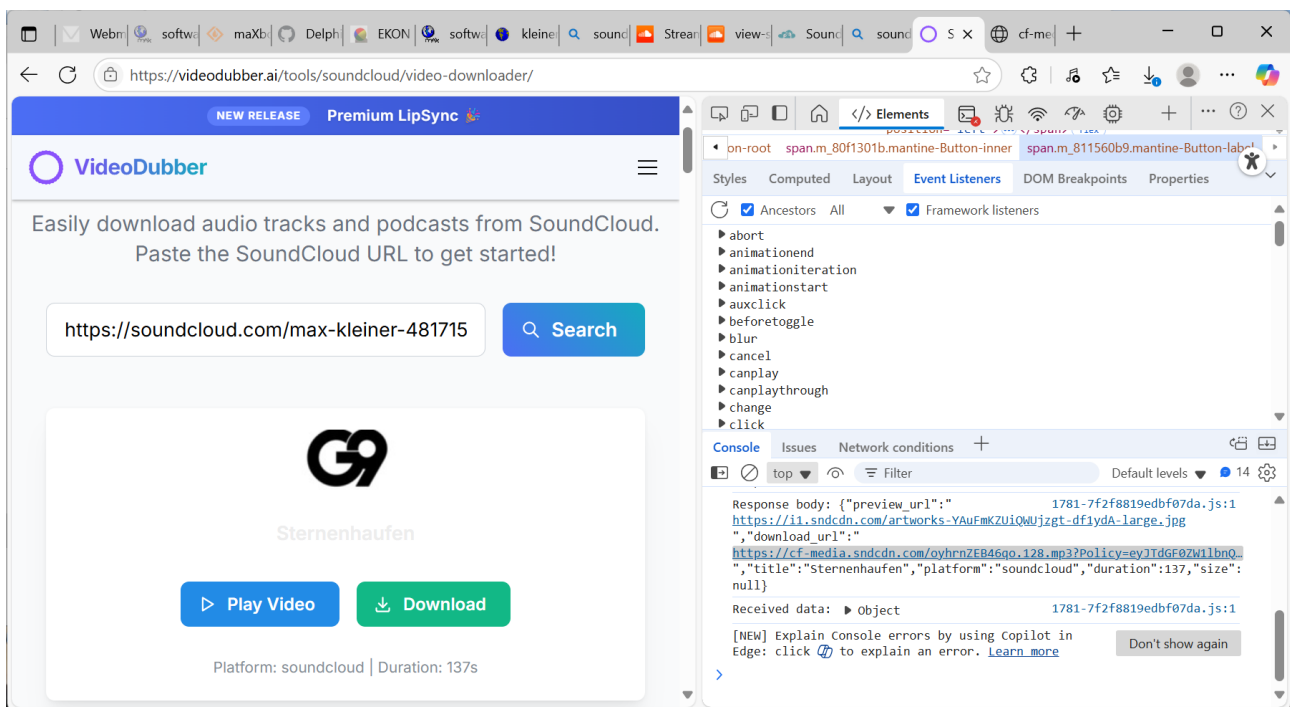 Webm softwa maXb Delph EKON softwa kleine sound Strean view-s Sound sound S cf-me
https://videodubber.ai/tools/soundcloud/video-downloader/
NEW RELEASE Premium LipSync
VideoDubber
Easily download audio tracks and podcasts from SoundCloud.
Paste the SoundCloud URL to get started!
https://soundcloud.com/max-kleiner-481715
Search
G9
Sternenhaufen
Play Video
Download
Platform: soundcloud | Duration: 137s
</> Elements
on-root span.m_80f1301b.mantine-Button-inner span.m_811560b9.mantine-Button-label
Styles Computed Layout Event Listeners DOM Breakpoints Properties
Ancestors All Framework listeners
abort
animationend
animationiteration
animationstart
auxclick
beforetoggle
blur
cancel
canplay
canplaythrough
change
click
Console Issues Network conditions
top Filter Default levels 14
Response body: {"preview_url":" 1781-7f2f8819edbf07da.js:1
https://i1.sndcdn.com/artworks-YAuFmKZUiQWUjzgt-df1ydA-large.jpg
","download_url":"
https://cf-media.sndcdn.com/oyhrnZEB46qo.128.mp3?Policy=eyJTdGF0ZW1lbnQ…
","title":"Sternenhaufen","platform":"soundcloud","duration":137,"size":
null}
Received data: Object 1781-7f2f8819edbf07da.js:1
[NEW] Explain Console errors by using Copilot in
Edge: click to explain an error. Learn more
Don't show again